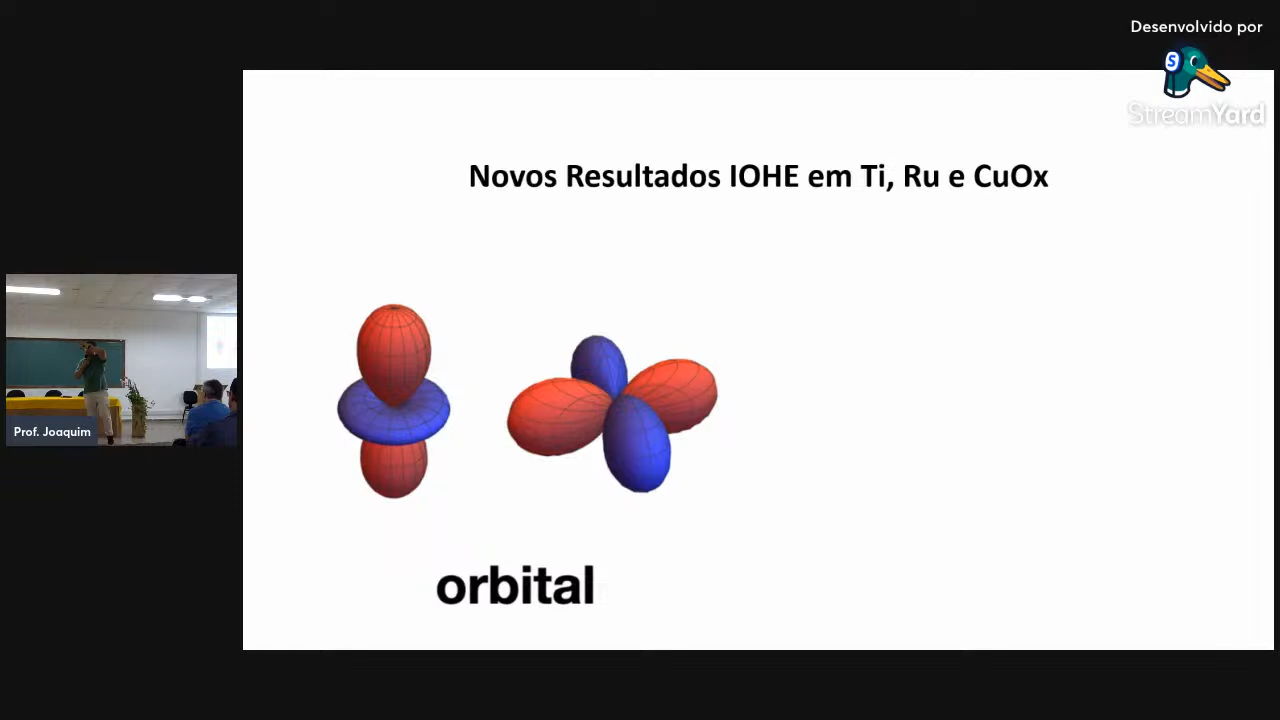 Desenvolvido por
S
StreamYard
Novos Resultados IOHE em Ti, Ru e CuOx
Prof. Joaquim
orbital